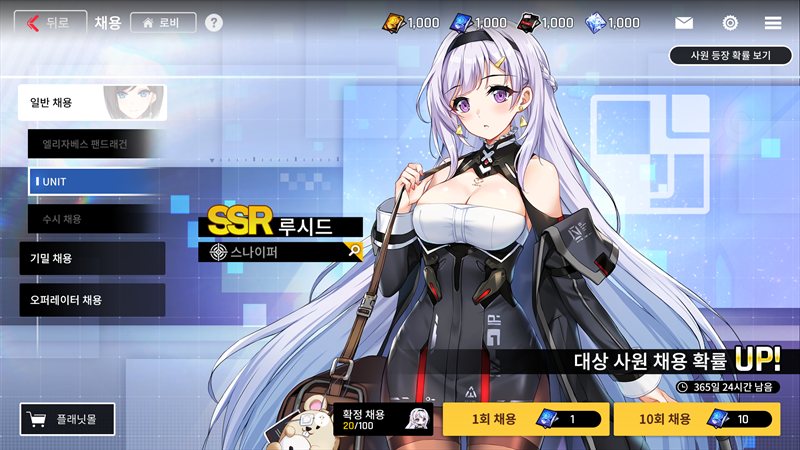 뒤로
채용
로비
?
1,000
1,000
1,000
1,000
사원 등장 확률 보기
일반 채용
엘리자베스 팬드래건
UNIT
수시 채용
기밀 채용
오퍼레이터 채용
SSR 루시드
스나이퍼
대상 사원 채용 확률 UP!
365일 24시간 남음
플래닛몰
확정 채용
20/100
1회 채용
1
10회 채용
10